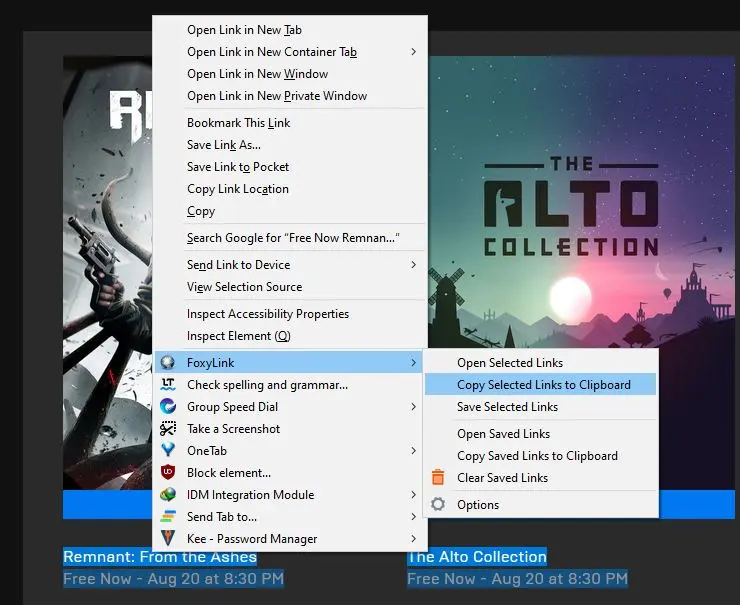 Open Link in New Tab
Open Link in New Container Tab
Open Link in New Window
Open Link in New Private Window
Bookmark This Link
Save Link As...
Save Link to Pocket
Copy Link Location
Copy
Search Google for “Free Now Remnan...”
Send Link to Device
View Selection Source
Inspect Accessibility Properties
Inspect Element (Q)
FoxyLink
Check spelling and grammar...
Group Speed Dial
Take a Screenshot
OneTab
Block element...
IDM Integration Module
Send Tab to...
Kee - Password Manager
Open Selected Links
Copy Selected Links to Clipboard
Save Selected Links
Open Saved Links
Copy Saved Links to Clipboard
Clear Saved Links
Options
THE
ALTO
COLLECTION
Remnant: From the Ashes
Free Now - Aug 20 at 8:30 PM
The Alto Collection
Free Now - Aug 20 at 8:30 PM